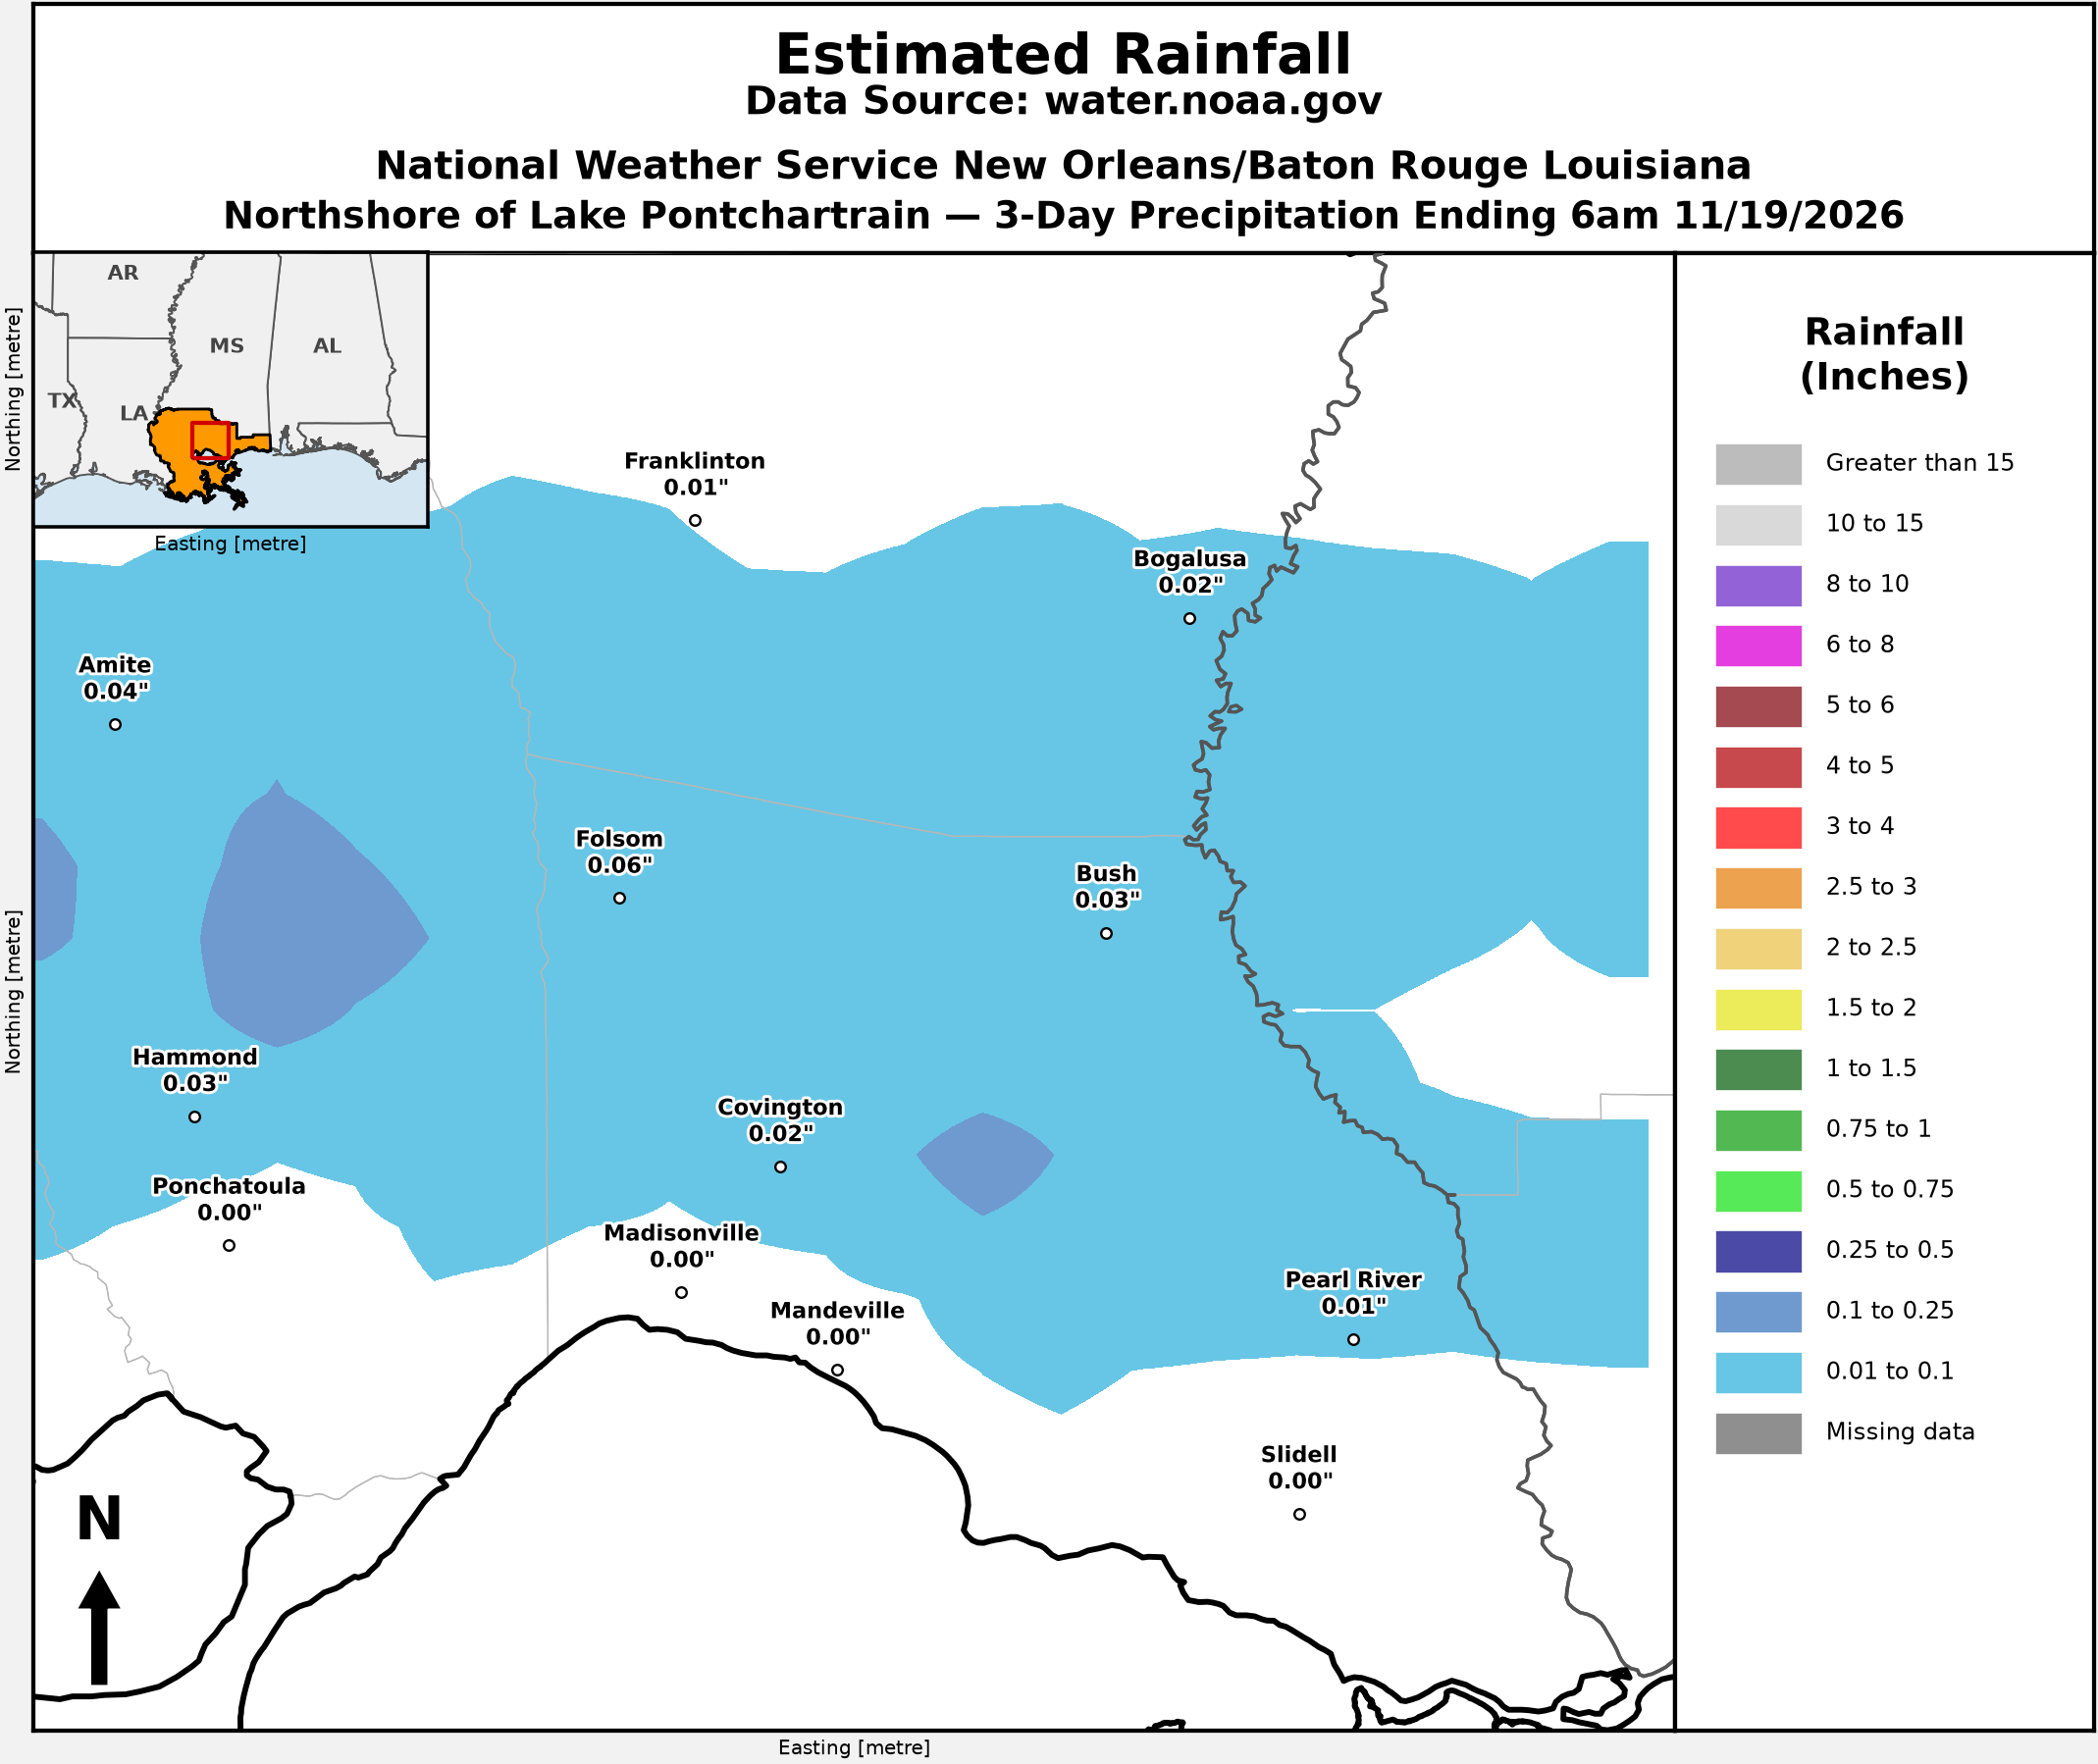 Estimated Rainfall
Data Source: water.noaa.gov
National Weather Service New Orleans/Baton Rouge Louisiana
Northshore of Lake Pontchartrain — 3-Day Precipitation Ending 6am 11/19/2026
Northing [metre]
AR
MS
AL
TX
LA
Easting [metre]
Franklinton
0.01"
Bogalusa
0.02"
Amite
0.04"
Folsom
0.06"
Bush
0.03"
Northing [metre]
Hammond
0.03"
Covington
0.02"
Ponchatoula
0.00"
Madisonville
0.00"
Pearl River
0.01"
Mandeville
0.00"
Slidell
0.00"
N
Easting [metre]
Rainfall
(Inches)
Greater than 15
10 to 15
8 to 10
6 to 8
5 to 6
4 to 5
3 to 4
2.5 to 3
2 to 2.5
1.5 to 2
1 to 1.5
0.75 to 1
0.5 to 0.75
0.25 to 0.5
0.1 to 0.25
0.01 to 0.1
Missing data